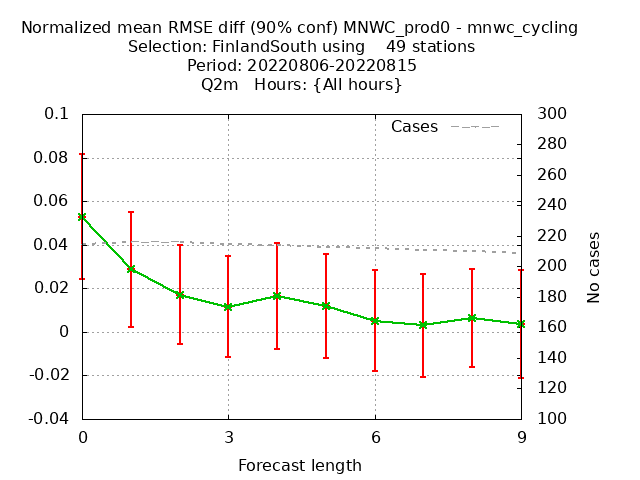 Normalized mean RMSE diff (90% conf) MNWC_prod0 - mnwc_cycling
Selection: FinlandSouth using 49 stations
Period: 20220806-20220815
Q2m Hours: {All hours}
0.1
0.08
0.06
0.04
0.02
0
-0.02
-0.04
Cases
300
280
260
240
220
200
180
160
140
120
100
No cases
0 3 6 9
Forecast length